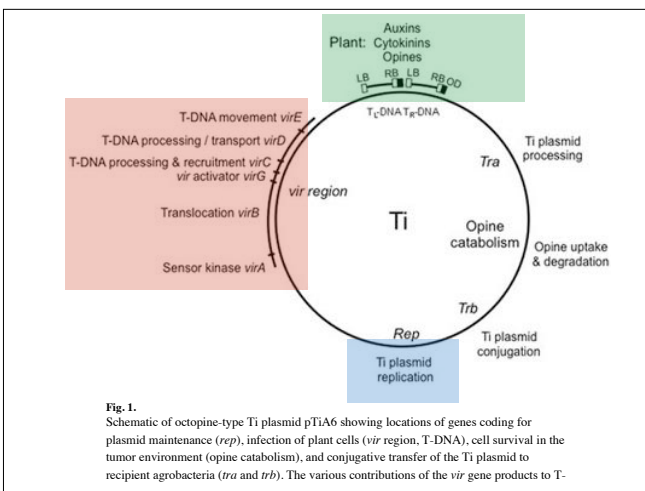 Auxins
Plant: Cytokinins
Opines
LB RB LB RB OD
TL-DNA TR-DNA
T-DNA movement virE
T-DNA processing / transport virD
T-DNA processing & recruitment virC
vir activator virG
vir region
Translocation virB
Sensor kinase virA
Ti
Tra
Ti plasmid
processing
Opine
catabolism
Opine uptake
& degradation
Trb
Ti plasmid
conjugation
Rep
Ti plasmid
replication
Fig. 1.
Schematic of octopine-type Ti plasmid pTiA6 showing locations of genes coding for
plasmid maintenance (rep), infection of plant cells (vir region, T-DNA), cell survival in the
tumor environment (opine catabolism), and conjugative transfer of the Ti plasmid to
recipient agrobacteria (tra and trb). The various contributions of the vir gene products to T-